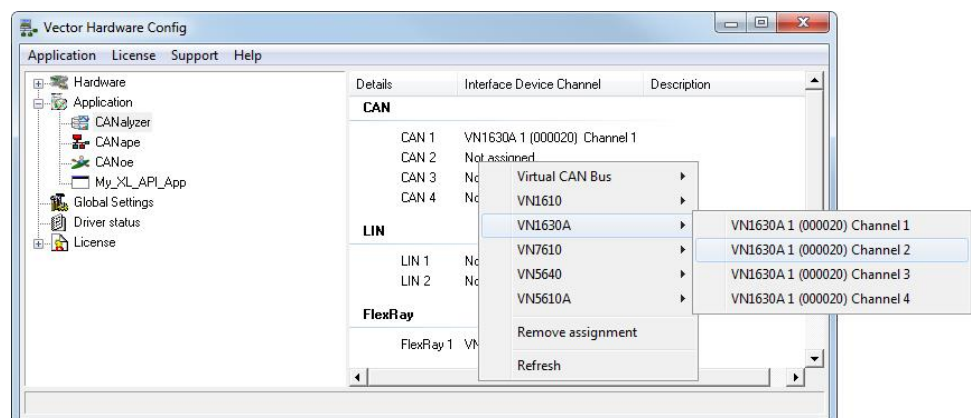 Vector Hardware Config
Application License Support Help
Hardware
Application
CANalyzer
CANape
CANoe
My_XL_API_App
Global Settings
Driver status
License
Details Interface Device Channel Description
CAN
CAN 1 VN1630A 1 (000020) Channel 1
CAN 2 Not assigned
CAN 3
CAN 4
LIN
LIN 1
LIN 2
FlexRay
FlexRay 1
Virtual CAN Bus
VN1610
VN1630A
VN7610
VN5640
VN5610A
Remove assignment
Refresh
VN1630A 1 (000020) Channel 1
VN1630A 1 (000020) Channel 2
VN1630A 1 (000020) Channel 3
VN1630A 1 (000020) Channel 4